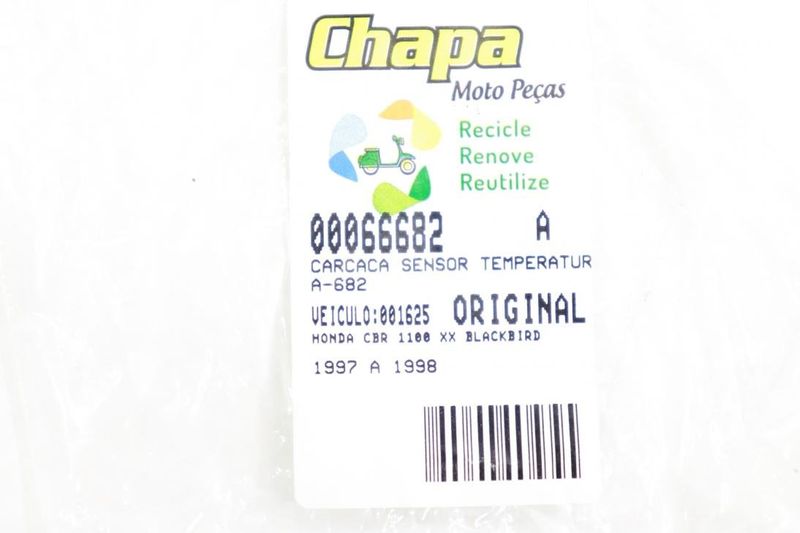 Chapa
Moto Peças
Recicle
Renove
Reutilize
00066682 A
CARCACA SENSOR TEMPERATUR
A-682
VEICULO:001625 ORIGINAL
HONDA CBR 1100 XX BLACKBIRD
1997 A 1998